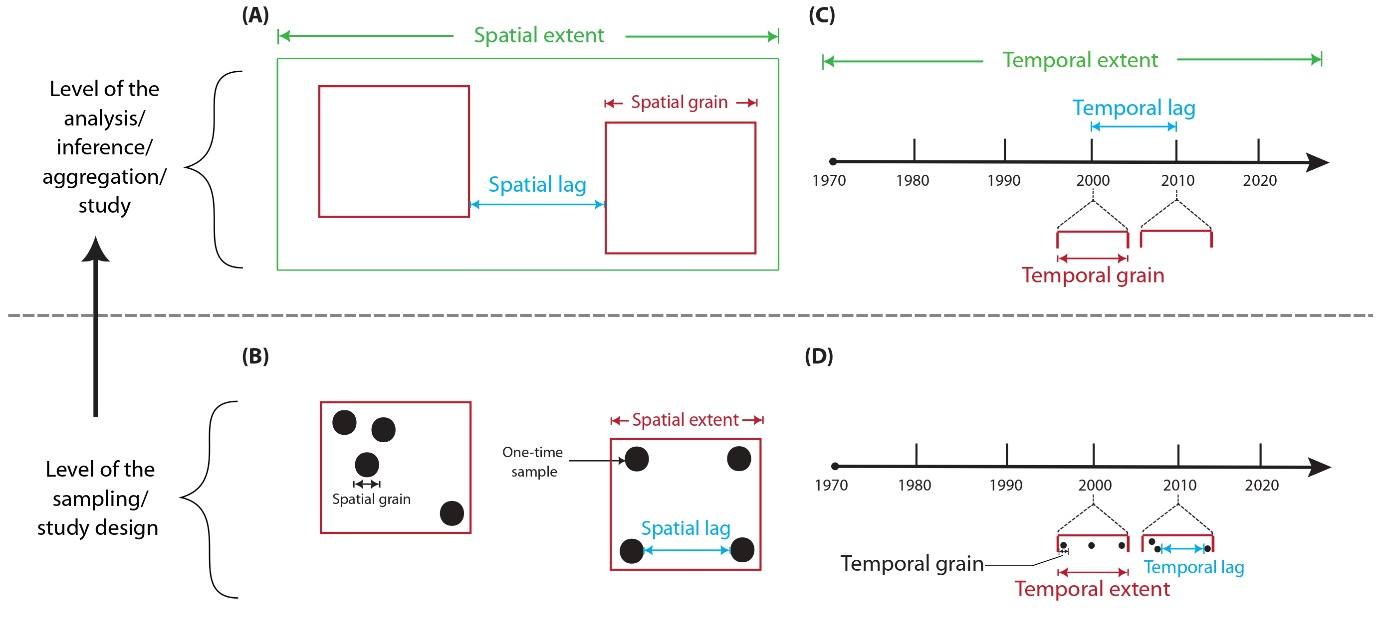 (A)
Spatial extent
Level of the
analysis/
inference/
aggregation/
study
Spatial grain
Spatial lag
(C)
Temporal extent
Temporal lag
1970 1980 1990 2000 2010 2020
Temporal grain
(B)
Level of the
sampling/
study design
Spatial grain
One-time
sample
Spatial extent
Spatial lag
(D)
1970 1980 1990 2000 2010 2020
Temporal grain
Temporal lag
Temporal extent